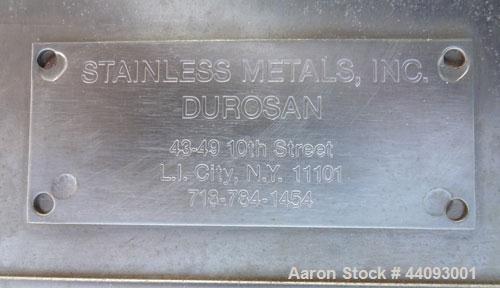 STAINLESS METALS, INC.
DUROSAN
43-49 10th Street
L.I. City, N.Y. 11101
718-784-1454
Aaron Stock # 44093001